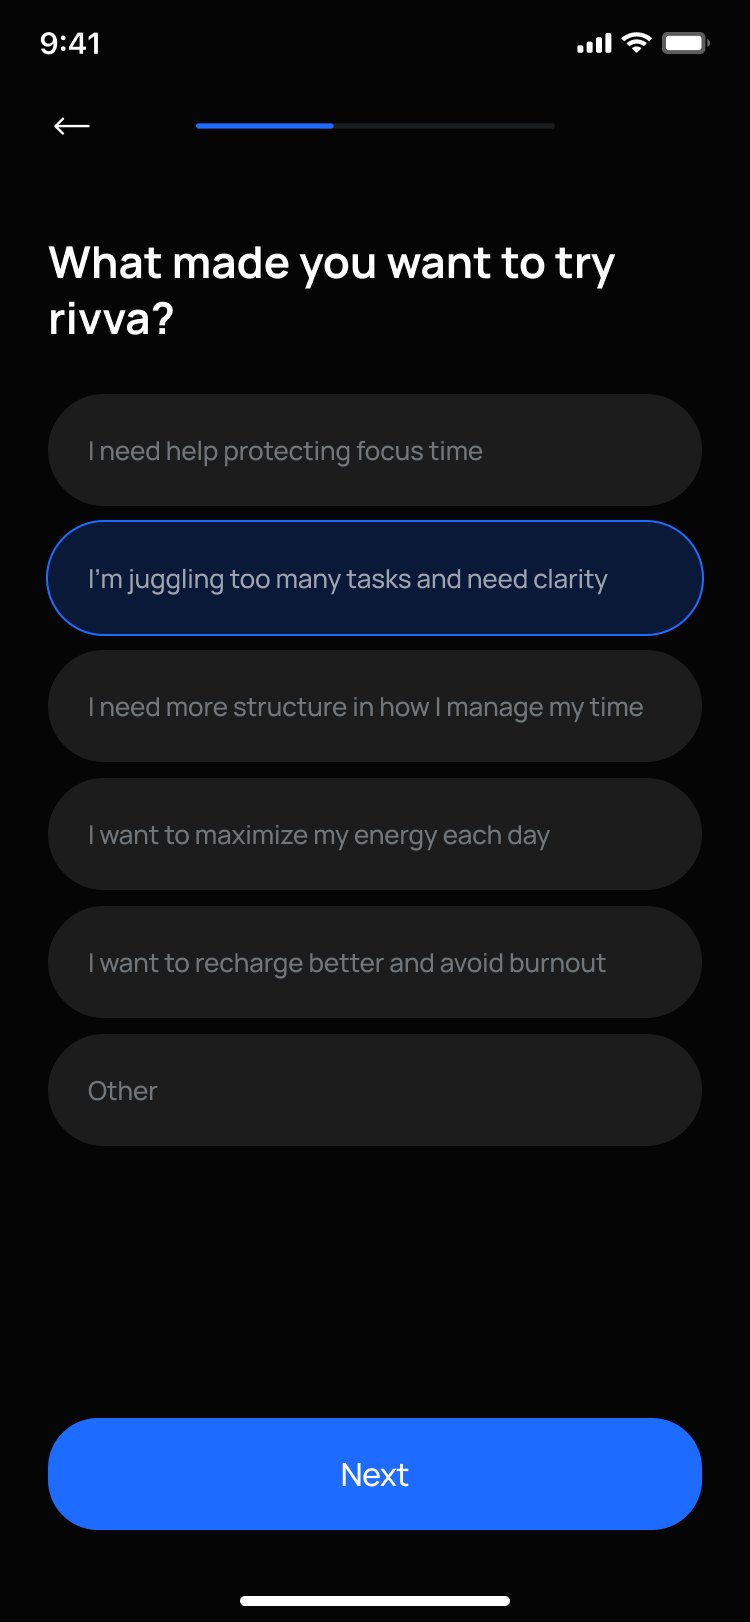 9:41
What made you want to try
rivva?
I need help protecting focus time
I'm juggling too many tasks and need clarity
I need more structure in how I manage my time
I want to maximize my energy each day
I want to recharge better and avoid burnout
Other
Next